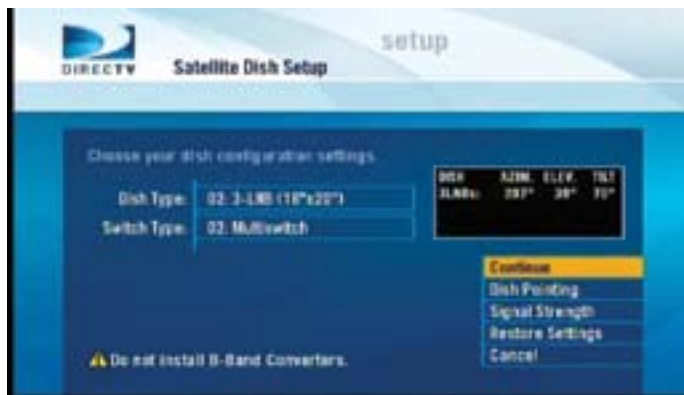 setup
DIRECTV
Satellite Dish Setup
Choose your dish configuration settings.
Dish Type: 02. 3-LNB (18"x20")
Switch Type: 03. Multiswitch
DISH AZIM. ELEV. TILT
3LNBs:
Continue
Dish Pointing
Signal Strength
Restore Settings
Cancel
Do not install B-Band Converters.